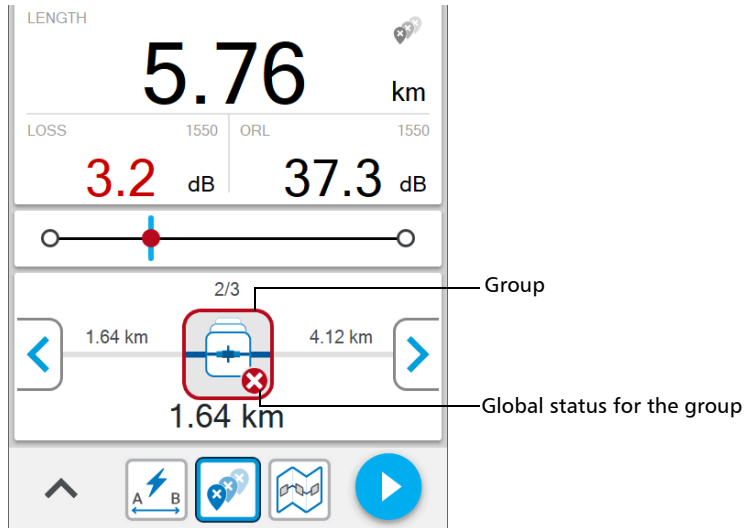 LENGTH
5.76 km
LOSS 1550 ORL 1550
3.2 dB 37.3 dB
2/3
Group
1.64 km 4.12 km
Global status for the group
1.64 km
A B